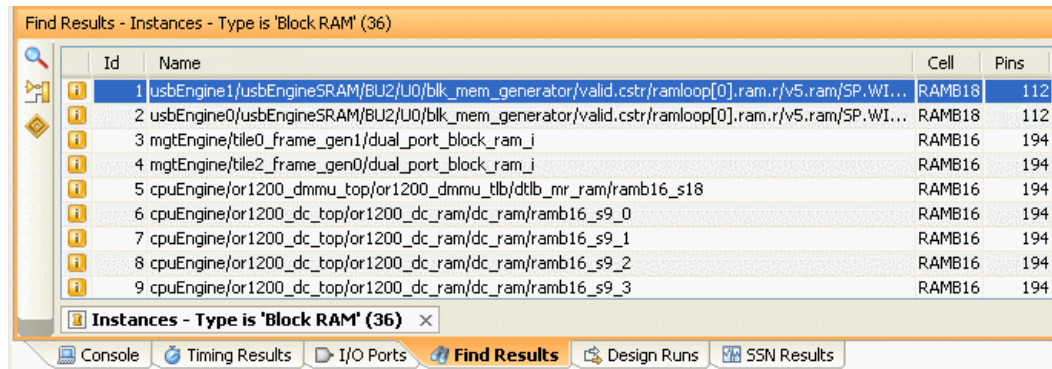 Find Results - Instances - Type is 'Block RAM' (36)
Id Name Cell Pins
1 usbEngine1/usbEngineSRAM/BU2/U0/blk_mem_generator/valid.cstr/ramloop[0].ram.r/v5.ram/SP.WI... RAMB18 112
2 usbEngine0/usbEngineSRAM/BU2/U0/blk_mem_generator/valid.cstr/ramloop[0].ram.r/v5.ram/SP.WI... RAMB18 112
3 mgtEngine/tile0_frame_gen1/dual_port_block_ram_i RAMB16 194
4 mgtEngine/tile2_frame_gen0/dual_port_block_ram_i RAMB16 194
5 cpuEngine/or1200_dmmu_top/or1200_dmmu_tlb/dtlb_mr_ram/ramb16_s18 RAMB16 194
6 cpuEngine/or1200_dc_top/or1200_dc_ram/dc_ram/ramb16_s9_0 RAMB16 194
7 cpuEngine/or1200_dc_top/or1200_dc_ram/dc_ram/ramb16_s9_1 RAMB16 194
8 cpuEngine/or1200_dc_top/or1200_dc_ram/dc_ram/ramb16_s9_2 RAMB16 194
9 cpuEngine/or1200_dc_top/or1200_dc_ram/dc_ram/ramb16_s9_3 RAMB16 194
Instances - Type is 'Block RAM' (36)
Console Timing Results I/O Ports Find Results Design Runs SSN Results